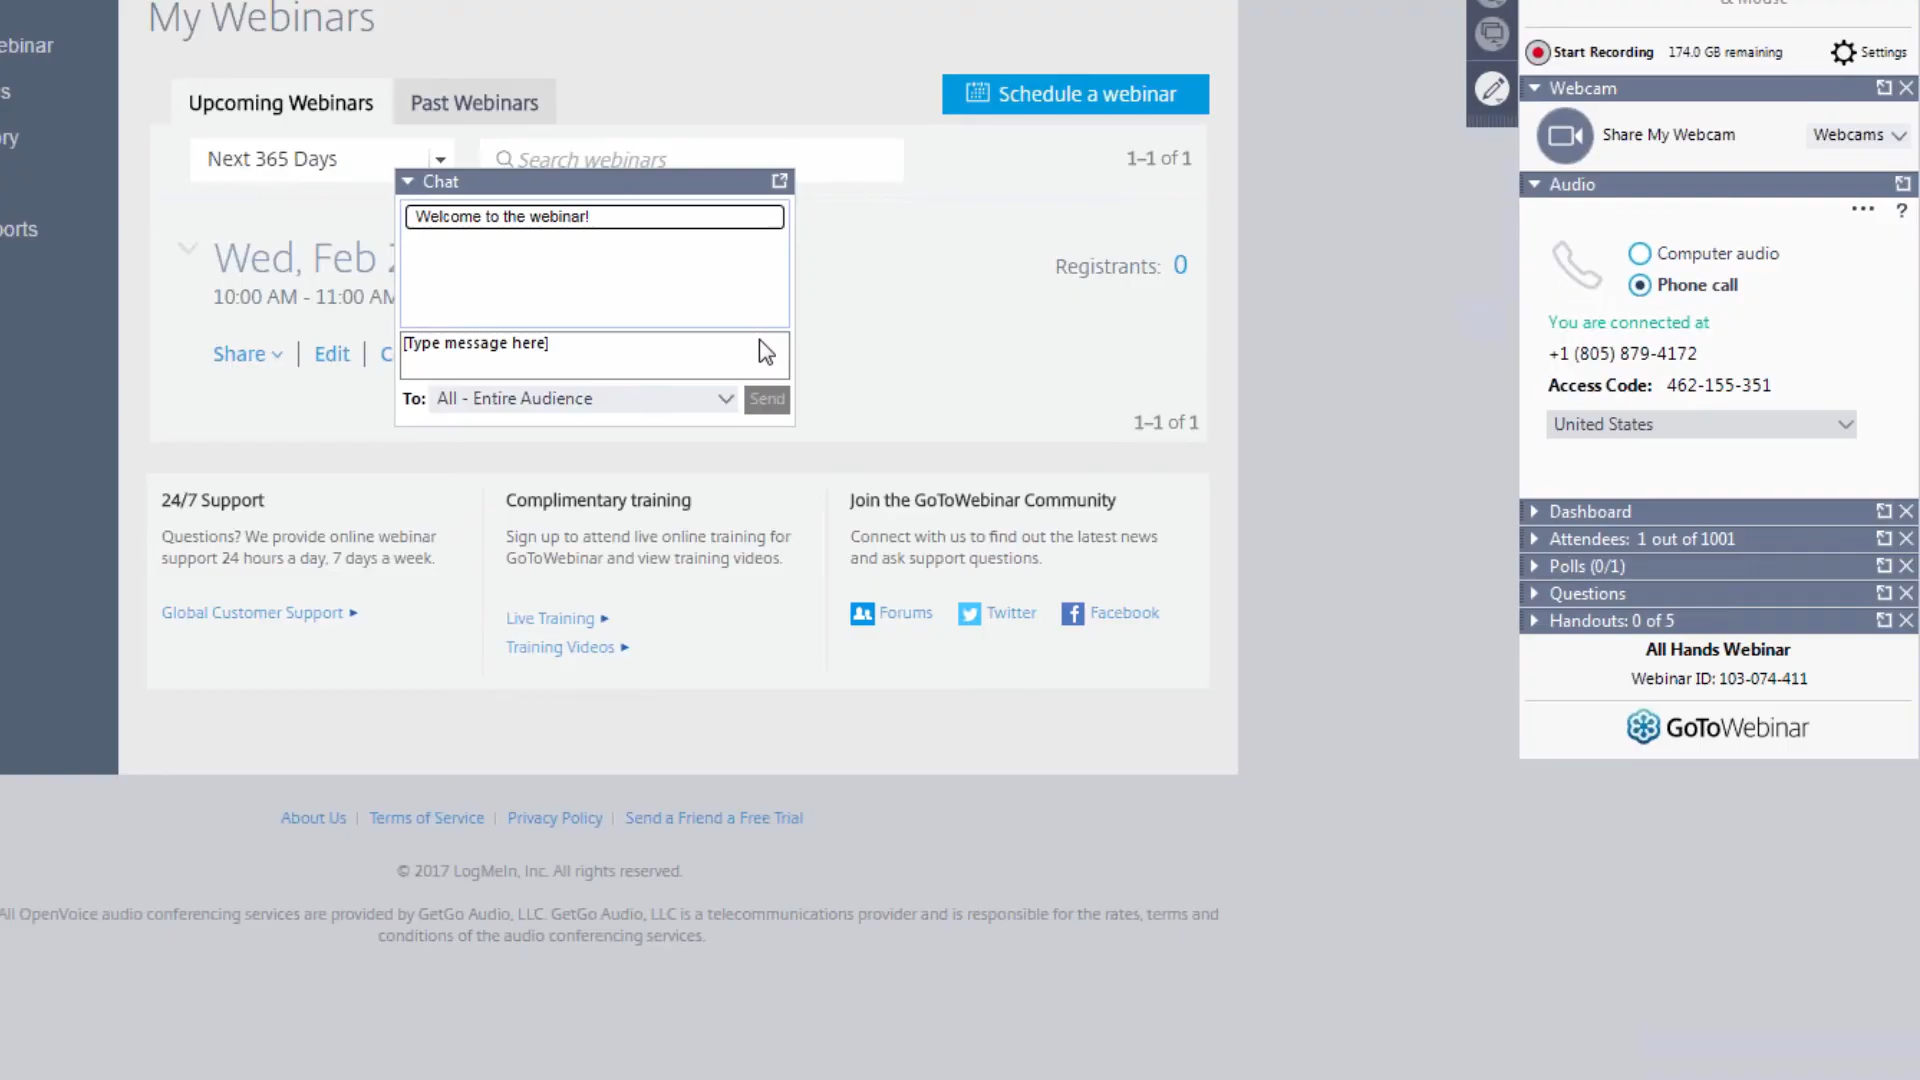 My Webinars
ebinar
s
ory
ports
Upcoming Webinars
Past Webinars
Schedule a webinar
Next 365 Days
Search webinars
1–1 of 1
Chat
Welcome to the webinar!
[Type message here]
To: All - Entire Audience
Send
Wed, Feb 2
10:00 AM - 11:00 AM
Registrants: 0
Share
Edit
C
1–1 of 1
24/7 Support
Questions? We provide online webinar
support 24 hours a day, 7 days a week.
Global Customer Support
Complimentary training
Sign up to attend live online training for
GoToWebinar and view training videos.
Live Training
Training Videos
Join the GoToWebinar Community
Connect with us to find out the latest news
and ask support questions.
Forums
Twitter
Facebook
About Us | Terms of Service | Privacy Policy | Send a Friend a Free Trial
© 2017 LogMeIn, Inc. All rights reserved.
All OpenVoice audio conferencing services are provided by GetGo Audio, LLC. GetGo Audio, LLC is a telecommunications provider and is responsible for the rates, terms and
conditions of the audio conferencing services.
& Mouse
Start Recording 174.0 GB remaining
Settings
Webcam
Share My Webcam
Webcams
Audio
... ?
Computer audio
Phone call
You are connected at
+1 (805) 879-4172
Access Code: 462-155-351
United States
Dashboard
Attendees: 1 out of 1001
Polls (0/1)
Questions
Handouts: 0 of 5
All Hands Webinar
Webinar ID: 103-074-411
GoToWebinar